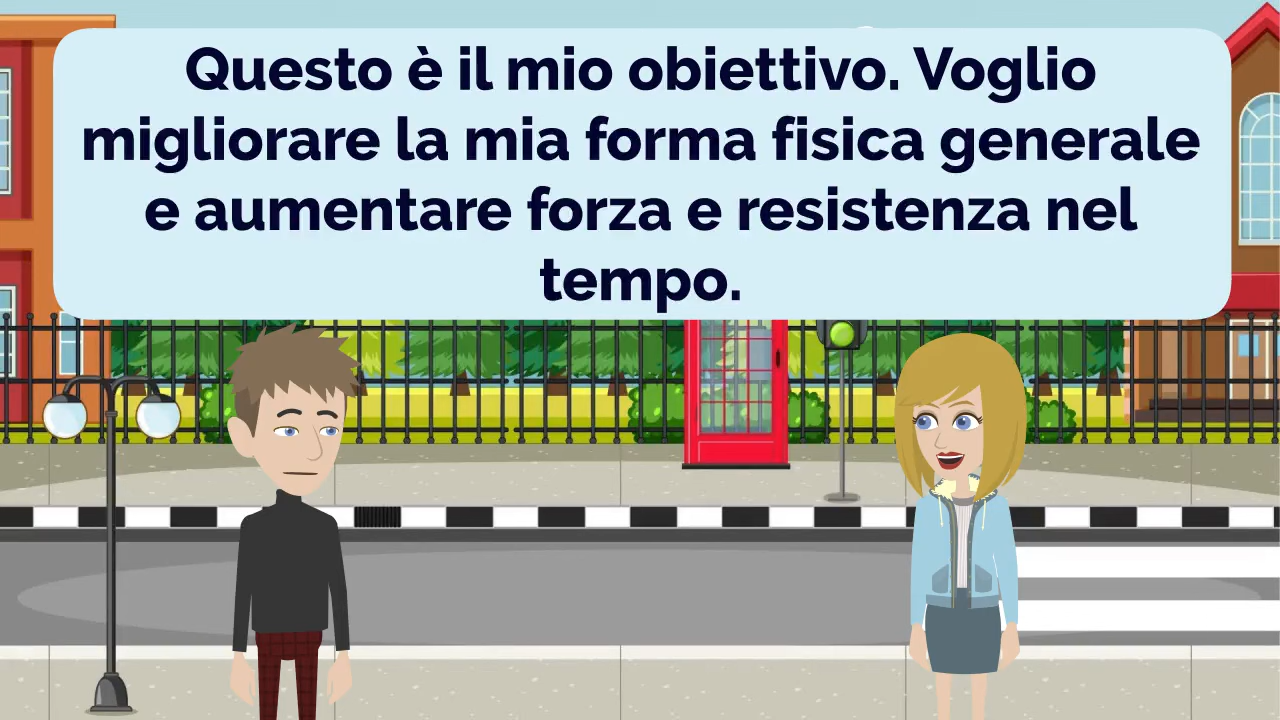 Questo è il mio obiettivo. Voglio
migliorare la mia forma fisica generale
e aumentare forza e resistenza nel
tempo.